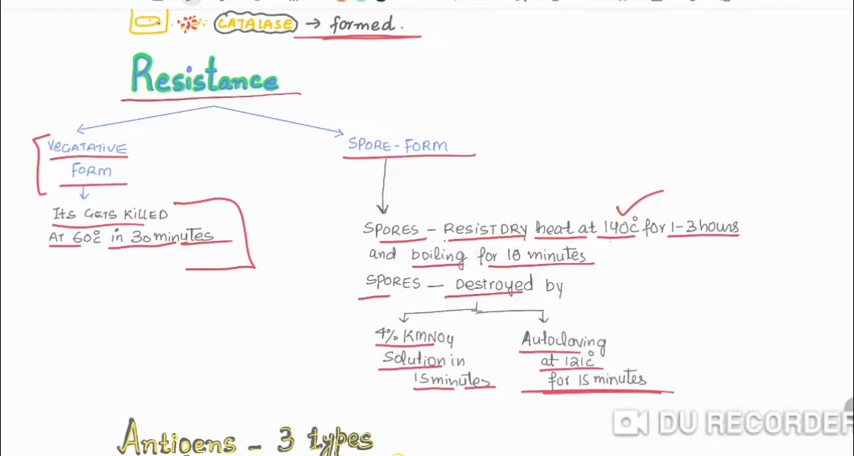 CATALASE → formed.
Resistance
VEGATATIVE
FORM
ITS GETS KILLED
AT 60°C in 30 minutes
SPORE-FORM
SPORES - RESIST DRY heat at 140°C for 1-3 hours
and boiling for 10 minutes
SPORES - Destroyed by
4% KMNO4
Solution in
15 minutes
Autoclaving
at 121°C
for 15 minutes
Antigens - 3 types
DU RECORDER